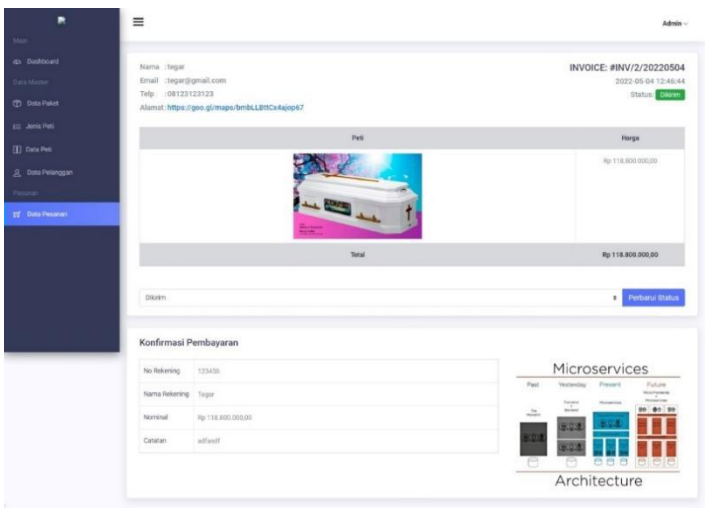 Admin
Main
Dashboard
Data Master
Data Paket
Jenis Peti
Data Peti
Data Pelanggan
Pesanan
Data Pesanan
Nama : tegar
Email : tegar@gmail.com
Telp : 08123123123
Alamat: https://goo.gl/maps/bmbLLBttCx4ajop67
INVOICE: #INV/2/20220504
2022-05-04 12:46:44
Status: Dikirim
Peti Harga
Rp 118.800.000,00
Total Rp 118.800.000,00
Dikirim Perbarui Status
Konfirmasi Pembayaran
No Rekening 123456
Nama Rekening Tegar
Nominal Rp 118.800.000,00
Catatan adfasdf
Microservices
Past Yesterday Present Future
Microservices
Architecture